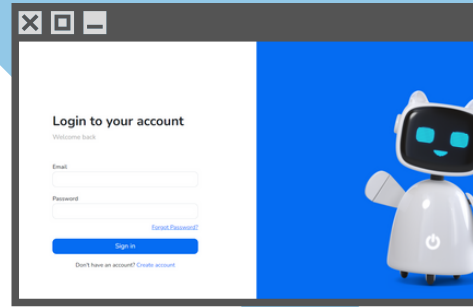 Login to your account
Welcome back
Email
Password
Forgot Password?
Sign in
Don't have an account? Create account